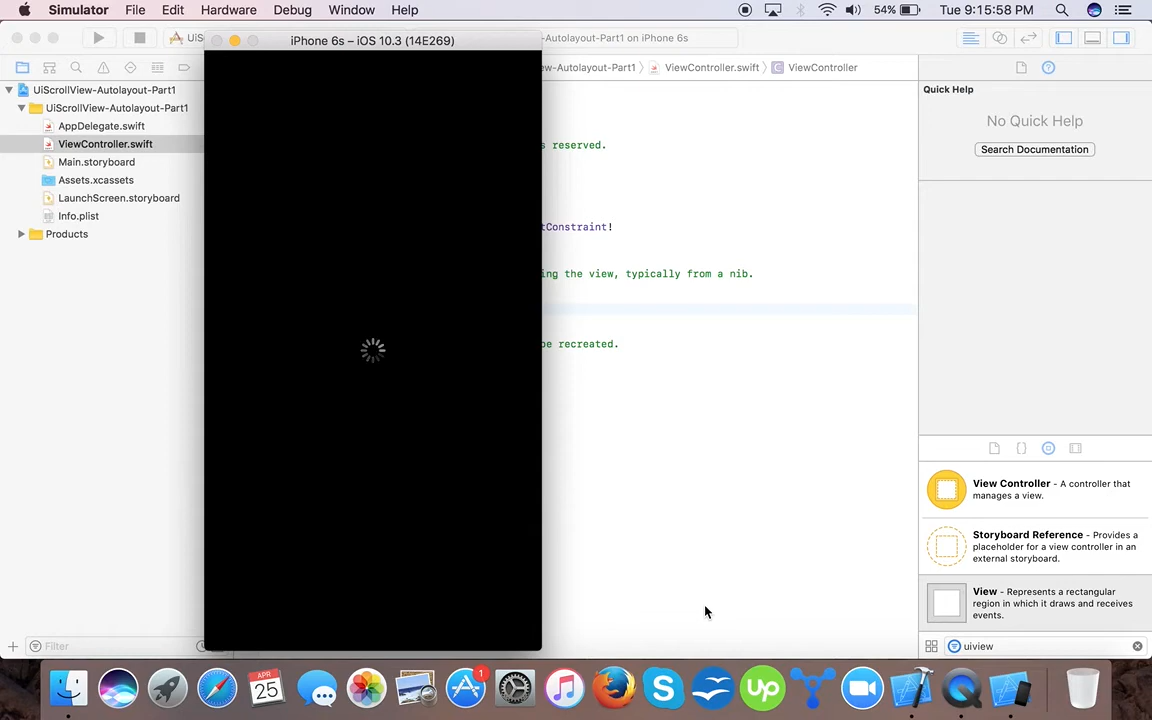 Simulator File Edit Hardware Debug Window Help 54% Tue 9:15:58 PM
iPhone 6s – iOS 10.3 (14E269)
UiS
-Autolayout-Part1 on iPhone 6s
ew-Autolayout-Part1 ViewController.swift ViewController
UiScrollView-Autolayout-Part1
UiScrollView-Autolayout-Part1
AppDelegate.swift
ViewController.swift
Main.storyboard
Assets.xcassets
LaunchScreen.storyboard
Info.plist
Products
s reserved.
tConstraint!
ing the view, typically from a nib.
be recreated.
Quick Help
No Quick Help
Search Documentation
View Controller - A controller that
manages a view.
Storyboard Reference - Provides a
placeholder for a view controller in an
external storyboard.
View - Represents a rectangular
region in which it draws and receives
events.
Filter
uiview
APR
25
1
S
up